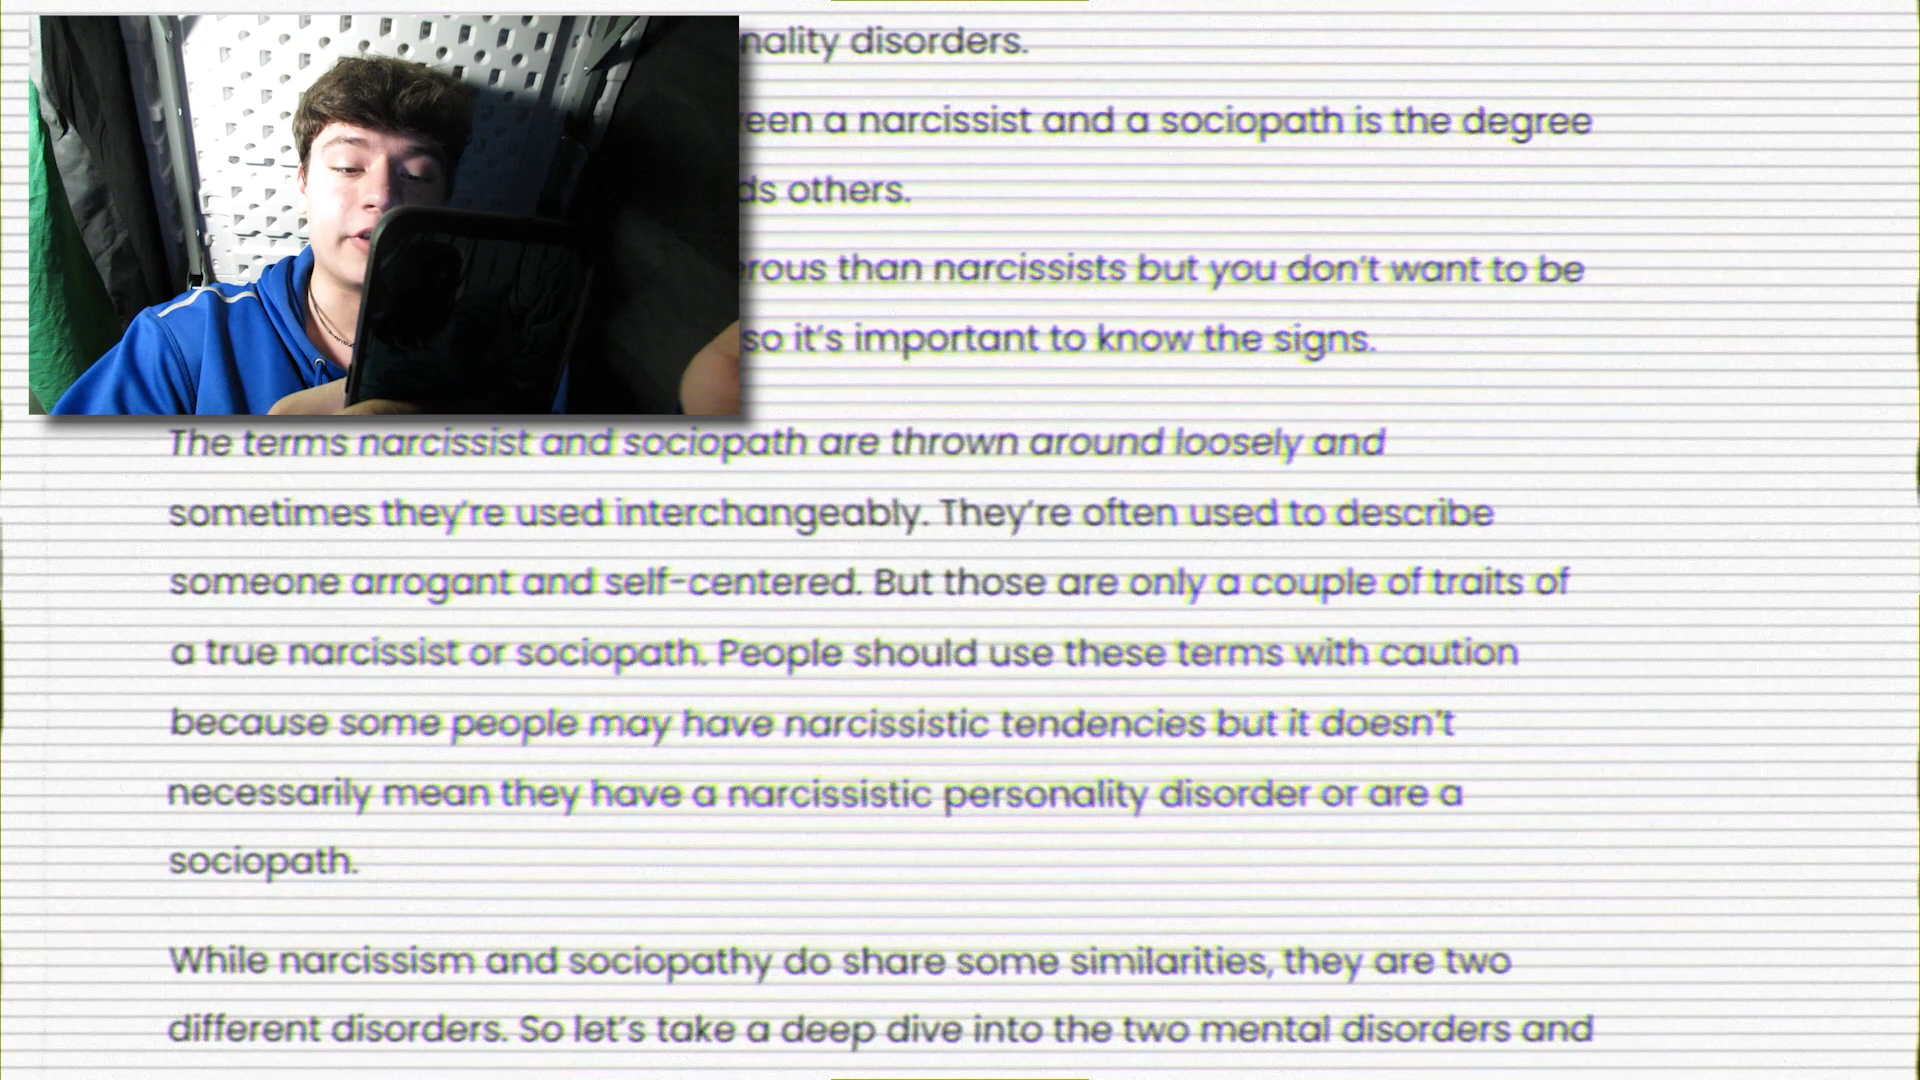 nality disorders.
een a narcissist and a sociopath is the degree
ds others.
rous than narcissists but you don't want to be
so it's important to know the signs.
The terms narcissist and sociopath are thrown around loosely and
sometimes they're used interchangeably. They're often used to describe
someone arrogant and self-centered. But those are only a couple of traits of
a true narcissist or sociopath. People should use these terms with caution
because some people may have narcissistic tendencies but it doesn't
necessarily mean they have a narcissistic personality disorder or are a
sociopath.
While narcissism and sociopathy do share some similarities, they are two
different disorders. So let's take a deep dive into the two mental disorders and